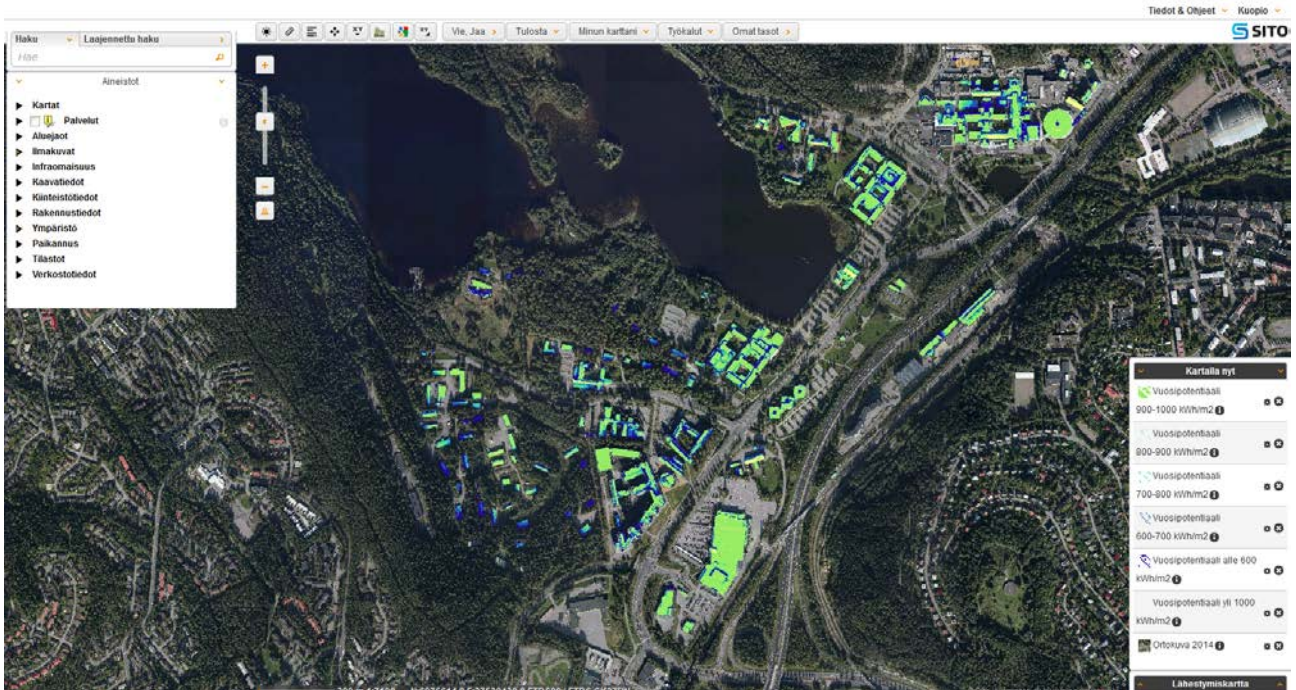 Tiedot & Ohjeet Kuopio
Haku Laajennettu haku
Hae
SITO
Vie, Jaa Tulosta Minun karttani Työkalut Omat tasot
Aineistot
Kartat
Palvelut
Aluejaot
Ilmakuvat
Infraomaisuus
Kaavatiedot
Kiinteistötiedot
Rakennustiedot
Ympäristö
Paikannus
Tilastot
Verkostotiedot
Kartalla nyt
Vuosipotentiaali
900-1000 kWh/m2
Vuosipotentiaali
800-900 kWh/m2
Vuosipotentiaali
700-800 kWh/m2
Vuosipotentiaali
600-700 kWh/m2
Vuosipotentiaali alle 600
kWh/m2
Vuosipotentiaali yli 1000
kWh/m2
Ortokuva 2014
Lähestymiskartta